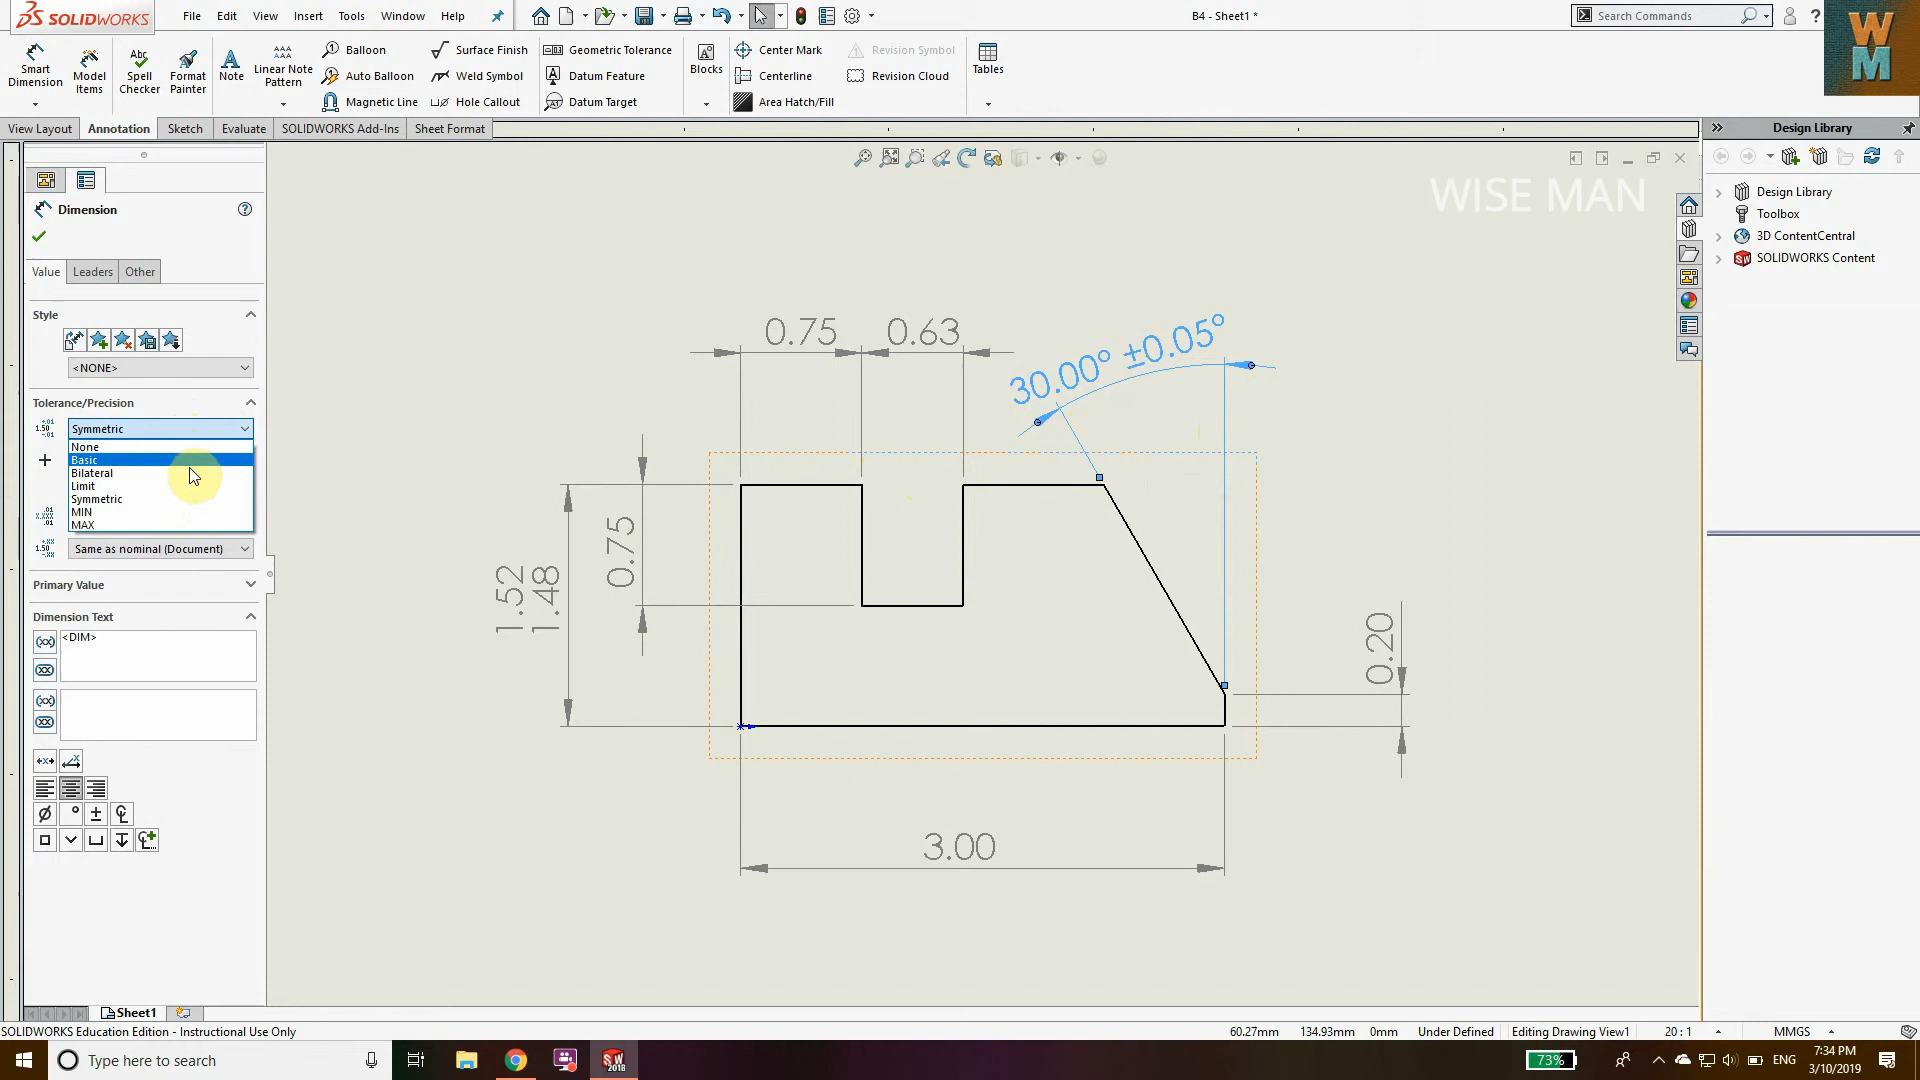 SOLIDWORKS File Edit View Insert Tools Window Help B4 - Sheet1 * Search Commands ?
WM
Smart Dimension
Model Items
Spell Checker
Format Painter
Note
Linear Note Pattern
Balloon
Auto Balloon
Magnetic Line
Surface Finish
Weld Symbol
Hole Callout
Geometric Tolerance
Datum Feature
Datum Target
Blocks
Center Mark
Centerline
Area Hatch/Fill
Revision Symbol
Revision Cloud
Tables
View Layout Annotation Sketch Evaluate SOLIDWORKS Add-Ins Sheet Format
Design Library
Design Library
Toolbox
3D ContentCentral
SOLIDWORKS Content
WISE MAN
Dimension
Value Leaders Other
Style
<NONE>
Tolerance/Precision
Symmetric
None
Basic
Bilateral
Limit
Symmetric
MIN
MAX
Same as nominal (Document)
Primary Value
Dimension Text
<DIM>
0.75 0.63
30.00° ±0.05°
1.52
1.48
0.75
0.20
3.00
Sheet1
SOLIDWORKS Education Edition - Instructional Use Only 60.27mm 134.93mm 0mm Under Defined Editing Drawing View1 20 : 1 MMGS
Type here to search 73% ENG 7:34 PM
3/10/2019